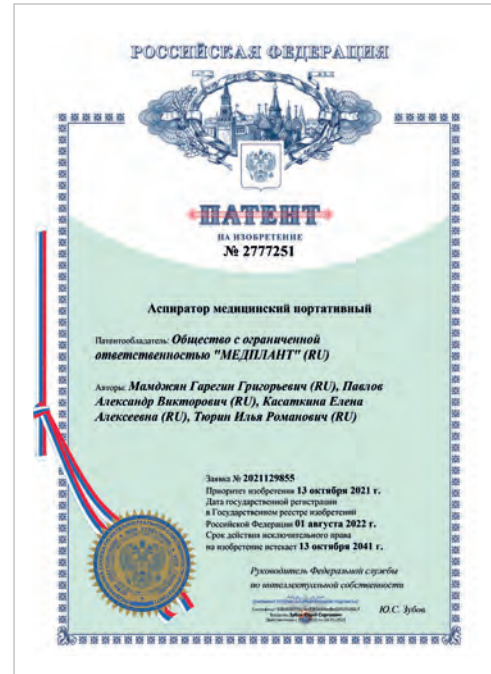 РОССИЙСКАЯ ФЕДЕРАЦИЯ
ПАТЕНТ
НА ИЗОБРЕТЕНИЕ
№ 2777251
Аспиратор медицинский портативный
Патентообладатель: Общество с ограниченной
ответственностью "МЕДПЛАНТ" (RU)
Авторы: Мамджян Гарегин Григорьевич (RU), Павлов
Александр Викторович (RU), Касаткина Елена
Алексеевна (RU), Тюрин Илья Романович (RU)
Заявка № 2021129855
Приоритет изобретения 13 октября 2021 г.
Дата государственной регистрации
в Государственном реестре изобретений
Российской Федерации 01 августа 2022 г.
Срок действия исключительного права
на изобретение истекает 13 октября 2041 г.
Руководитель Федеральной службы
по интеллектуальной собственности
Ю.С. Зубов